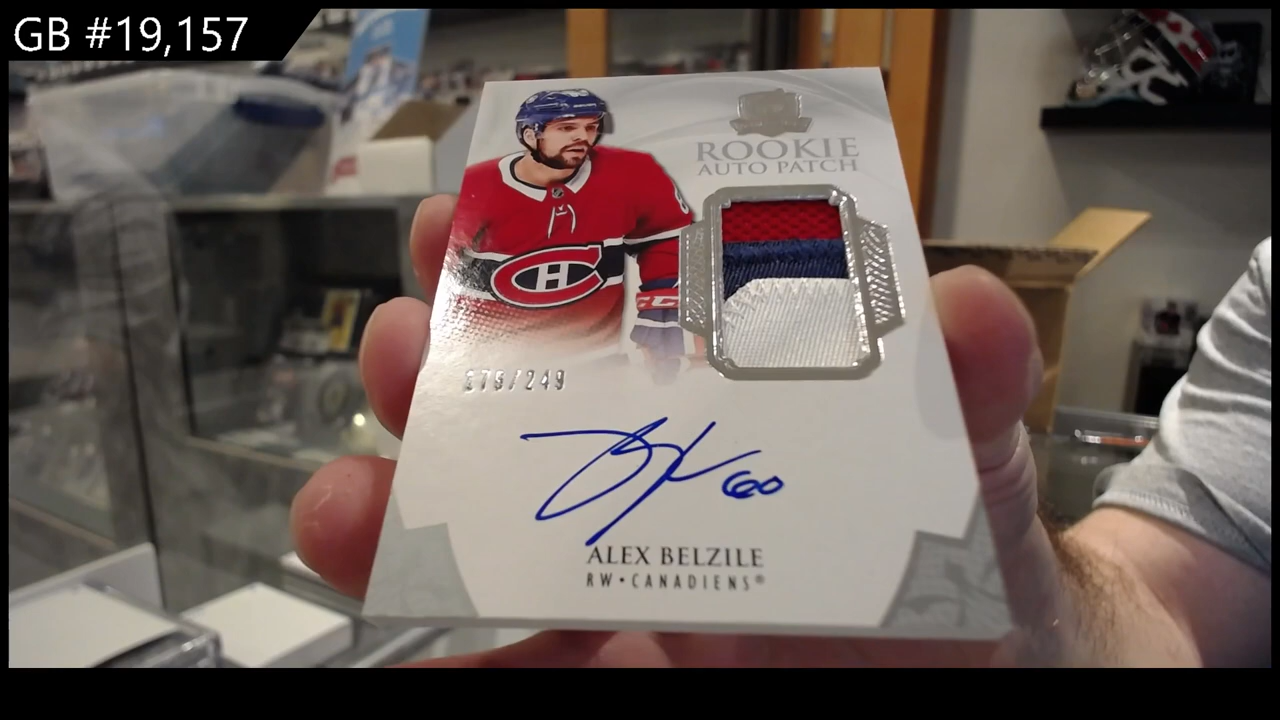 GB #19,157
ROOKIE
AUTO PATCH
/249
60
ALEX BELZILE
RW•CANADIENS®